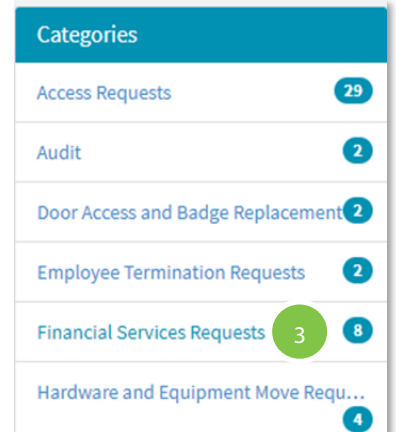 Categories
Access Requests 29
Audit 2
Door Access and Badge Replacement 2
Employee Termination Requests 2
Financial Services Requests 3 8
Hardware and Equipment Move Requ...
4